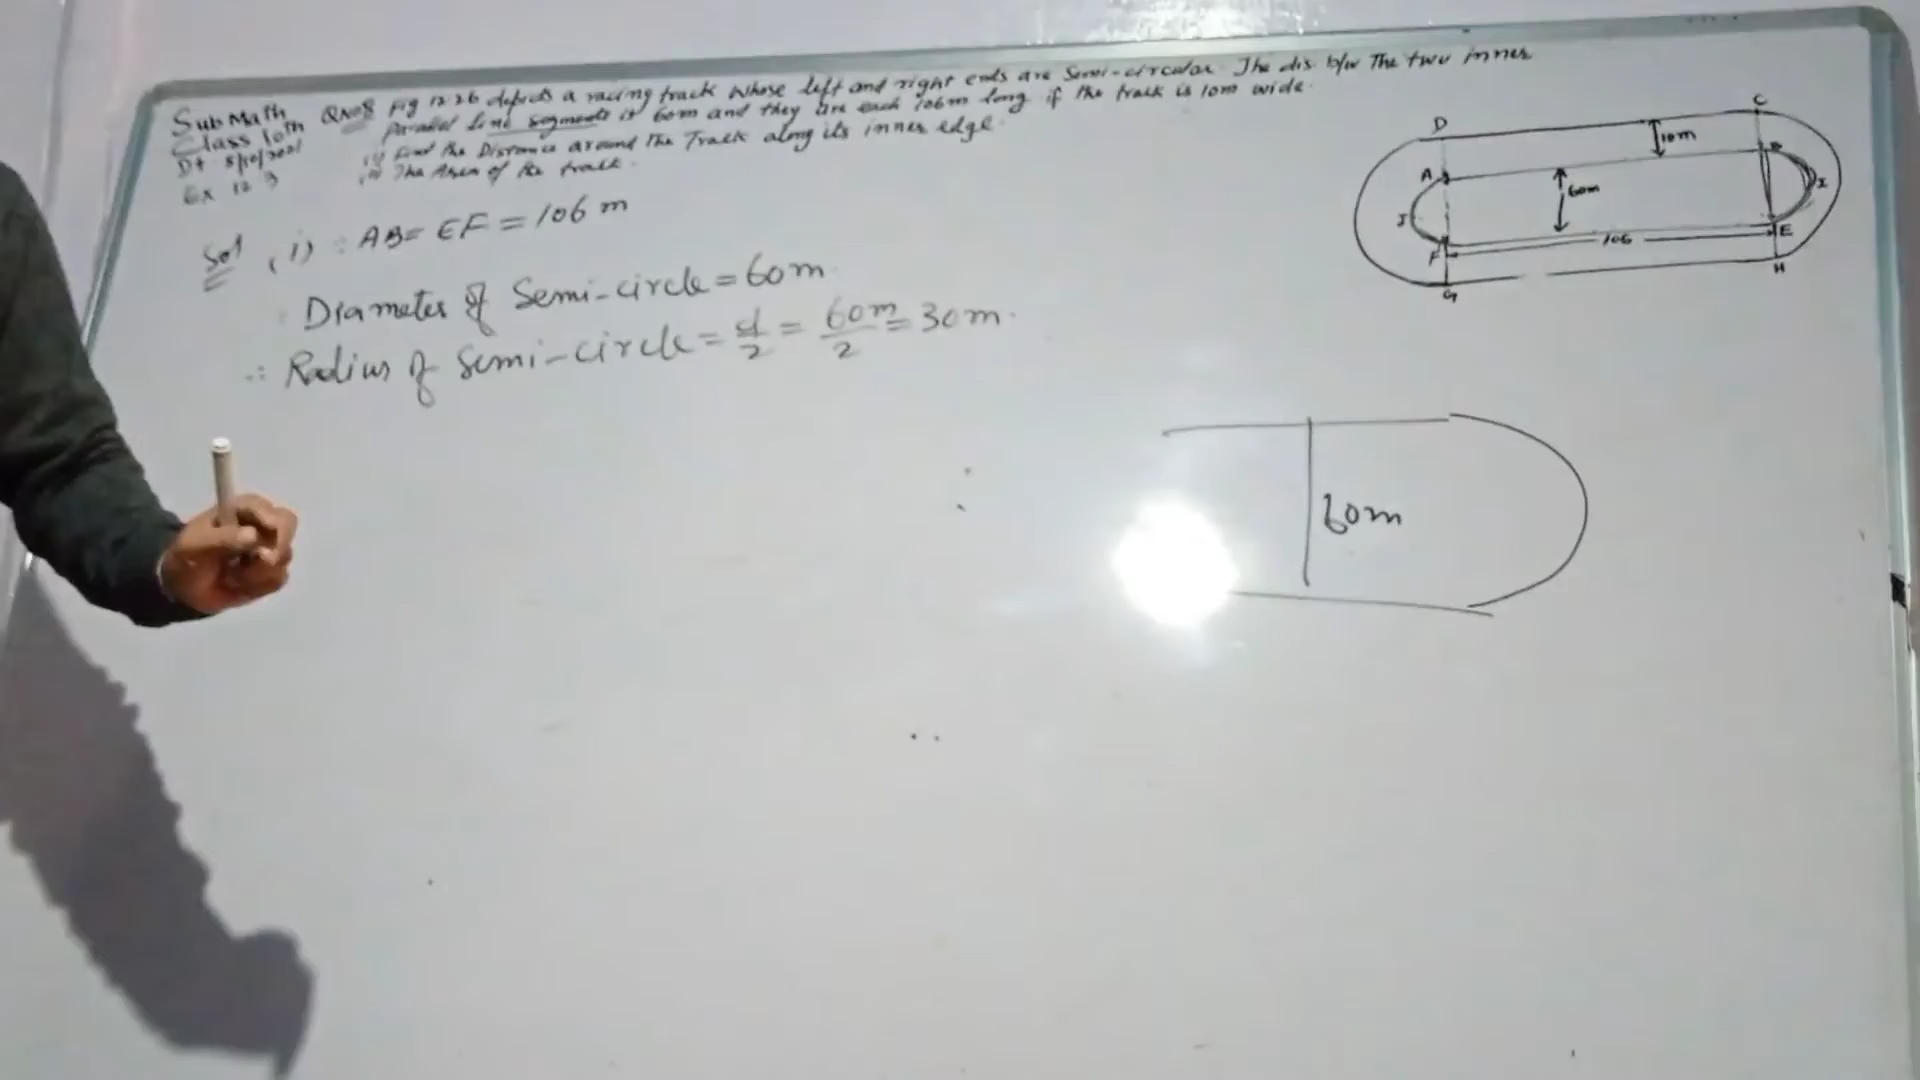 Sub Math
Class 10th
Dt 5/10/2021
Ex 12.3
QNo8 Fig 12.26 depicts a racing track whose left and right ends are Semi-circular. The dis b/w The two inner
parallel line segments is 60m and they are each 106m long if the track is 10m wide.
(i) Find the Distance around The Track along its inner edge.
(ii) The Area of the track.
Sol (i) ∵ AB = EF = 106 m
Diameter of Semi-circle = 60m
∴ Radius of Semi-circle = d/2 = 60m/2 = 30m.
D
C
10m
A
B
60m
J
I
F
106
E
G
H
60m